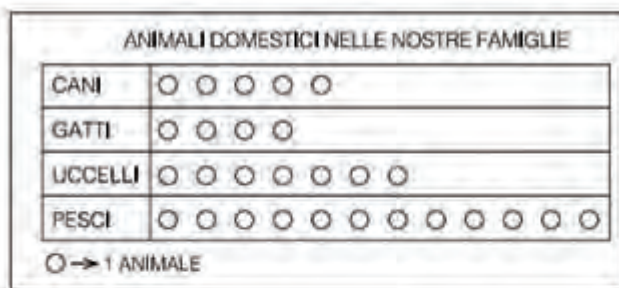 ANIMALI DOMESTICI NELLE NOSTRE FAMIGLIE
CANI
GATTI
UCCELLI
PESCI
→ 1 ANIMALE